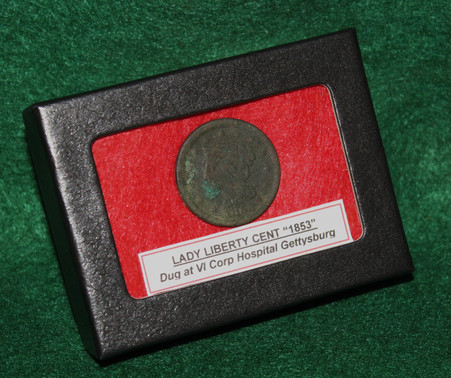 LADY LIBERTY CENT "1853"
Dug at VI Corp Hospital Gettysburg